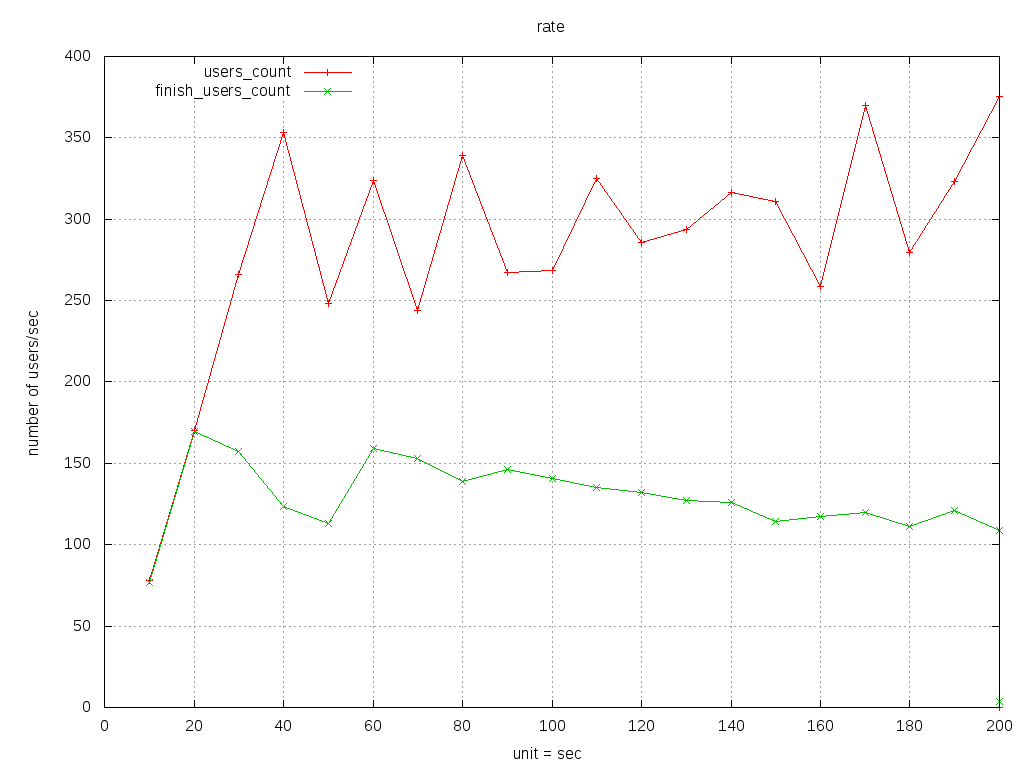 rate
users_count
finish_users_count
400
350
300
250
200
150
100
50
0
number of users/sec
0 20 40 60 80 100 120 140 160 180 200
unit = sec